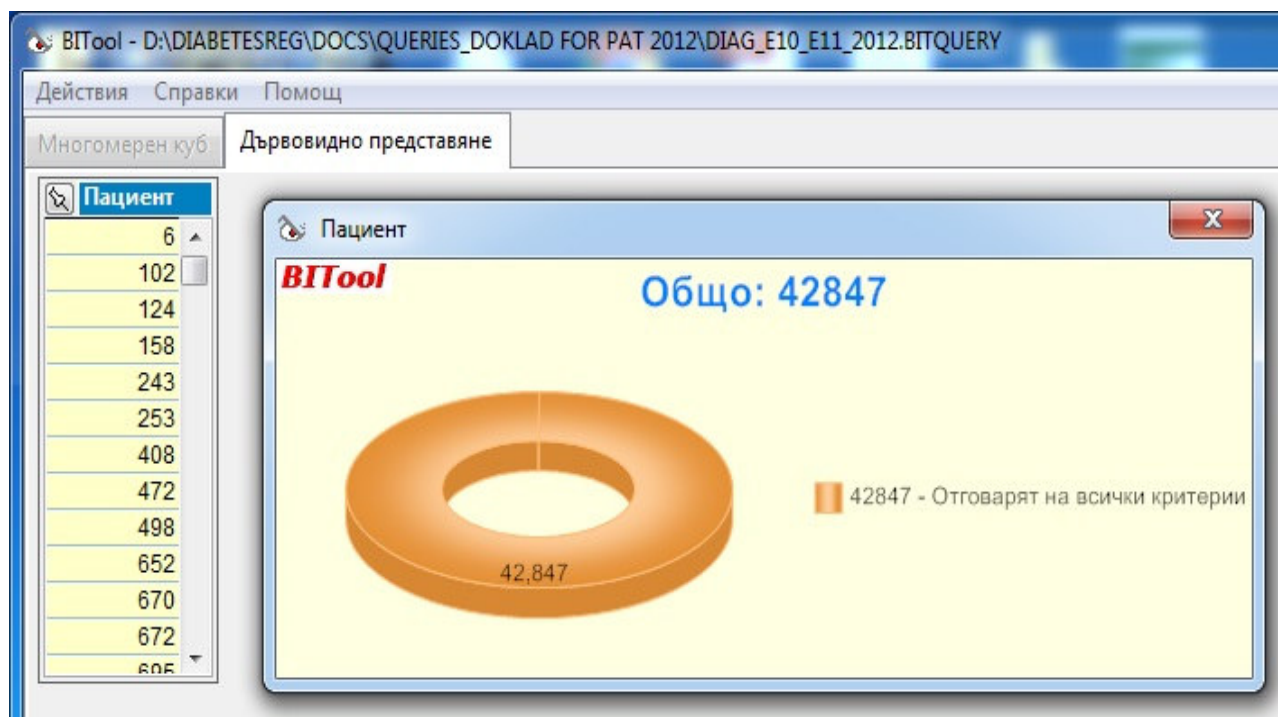 BITool - D:\DIABETESREG\DOCS\QUERIES_DOKLAD FOR PAT 2012\DIAG_E10_E11_2012.BITQUERY
Действия Справки Помощ
Многомерен куб Дървовидно представяне
Пациент
6
102
124
158
243
253
408
472
498
652
670
672
695
Пациент
X
BITool
Общо: 42847
42,847
42847 - Отговарят на всички критерии